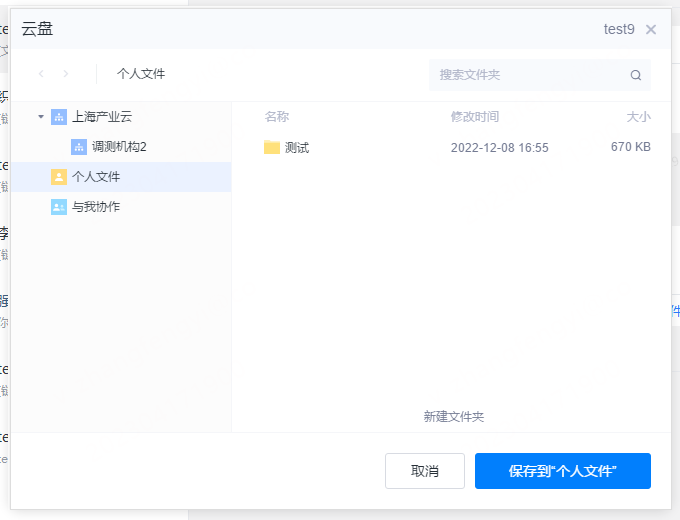 云盘
test9
个人文件
搜索文件夹
上海产业云
调测机构2
个人文件
与我协作
名称 修改时间 大小
测试 2022-12-08 16:55 670 KB
新建文件夹
取消
保存到“个人文件”